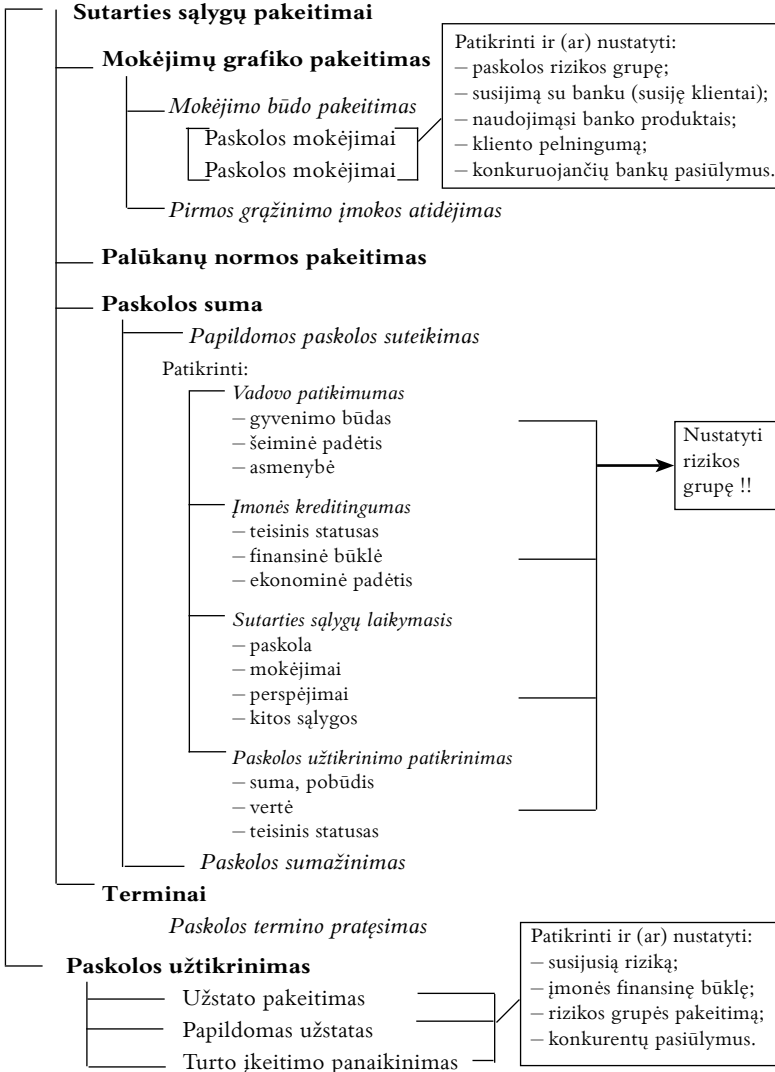 Sutarties sąlygų pakeitimai
Mokėjimų grafiko pakeitimas
Mokėjimo būdo pakeitimas
Paskolos mokėjimai
Paskolos mokėjimai
Pirmos grąžinimo įmokos atidėjimas
Patikrinti ir (ar) nustatyti:
– paskolos rizikos grupę;
– susijimą su banku (susiję klientai);
– naudojimąsi banko produktais;
– kliento pelningumą;
– konkuruojančių bankų pasiūlymus.
Palūkanų normos pakeitimas
Paskolos suma
Papildomos paskolos suteikimas
Patikrinti:
Vadovo patikimumas
– gyvenimo būdas
– šeiminė padėtis
– asmenybė
Įmonės kreditingumas
– teisinis statusas
– finansinė būklė
– ekonominė padėtis
Sutarties sąlygų laikymasis
– paskola
– mokėjimai
– perspėjimai
– kitos sąlygos
Paskolos užtikrinimo patikrinimas
– suma, pobūdis
– vertė
– teisinis statusas
Nustatyti
rizikos
grupę !!
Paskolos sumažinimas
Terminai
Paskolos termino pratęsimas
Paskolos užtikrinimas
Užstato pakeitimas
Papildomas užstatas
Turto įkeitimo panaikinimas
Patikrinti ir (ar) nustatyti:
– susijusią riziką;
– įmonės finansinę būklę;
– rizikos grupės pakeitimą;
– konkurentų pasiūlymus.